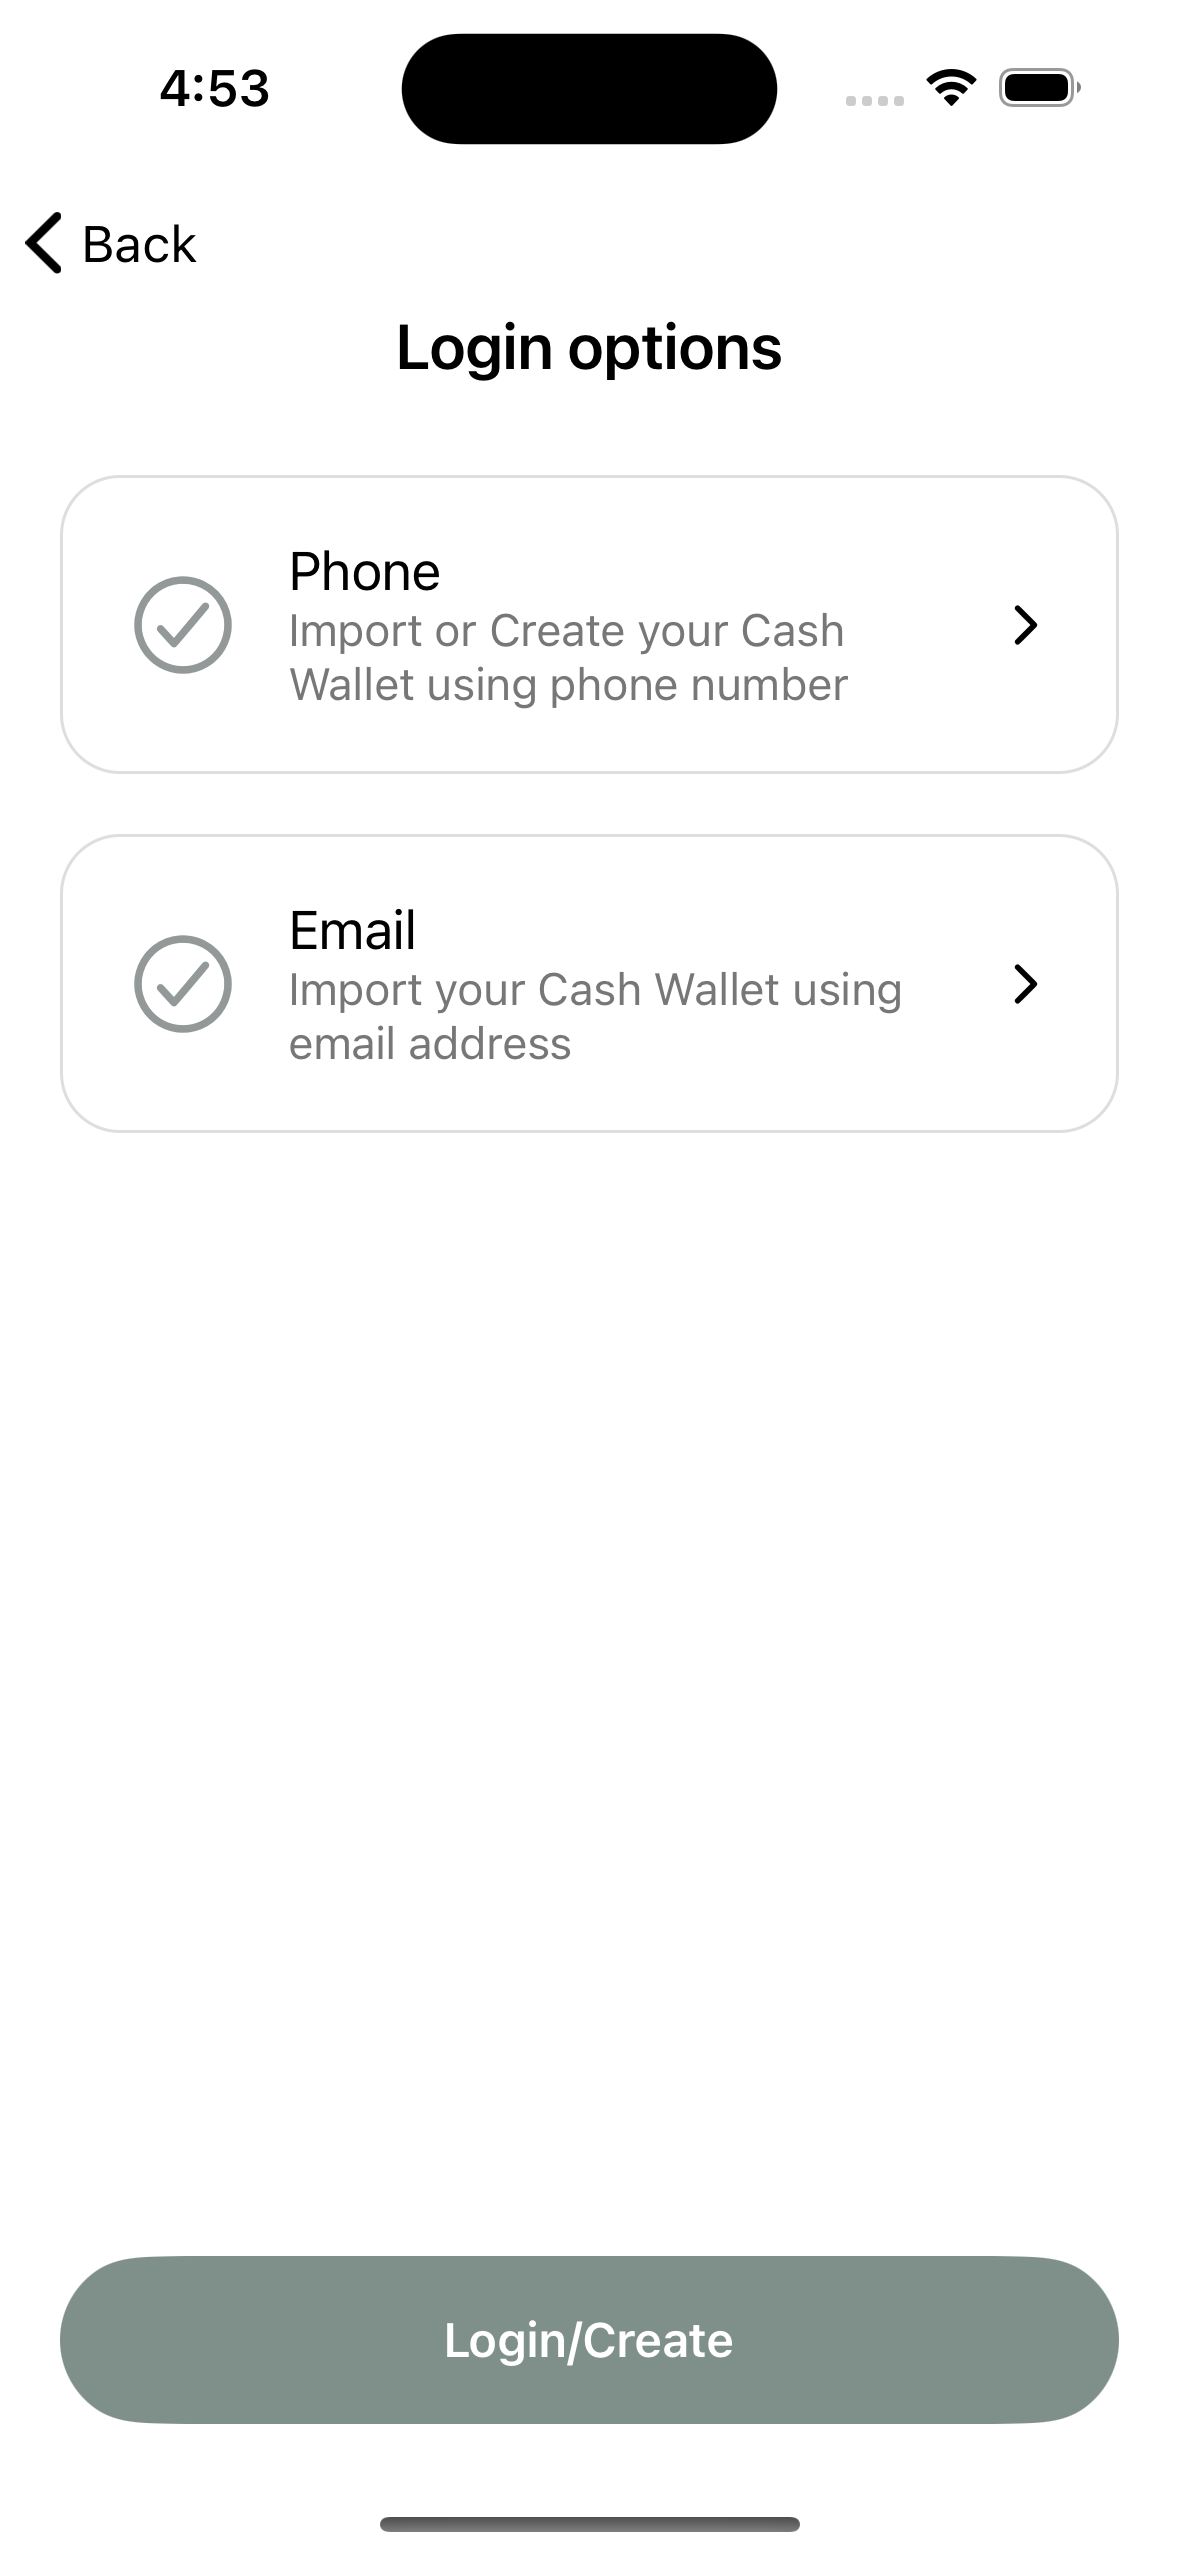 4:53
Back
Login options
Phone
Import or Create your Cash
Wallet using phone number
Email
Import your Cash Wallet using
email address
Login/Create